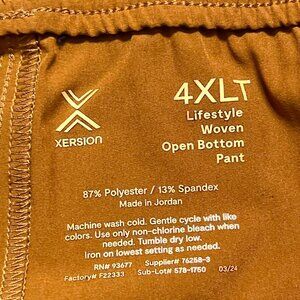 4XLT
Lifestyle
Woven
Open Bottom
Pant
XERSION
87% Polyester / 13% Spandex
Made in Jordan
Machine wash cold. Gentle cycle with like
colors. Use only non-chlorine bleach when
needed. Tumble dry low.
iron on lowest setting as needed.
RN# 93677 Supplier# 76258-3
Factory# F22333 Sub-Lot# 578-1750 03/24